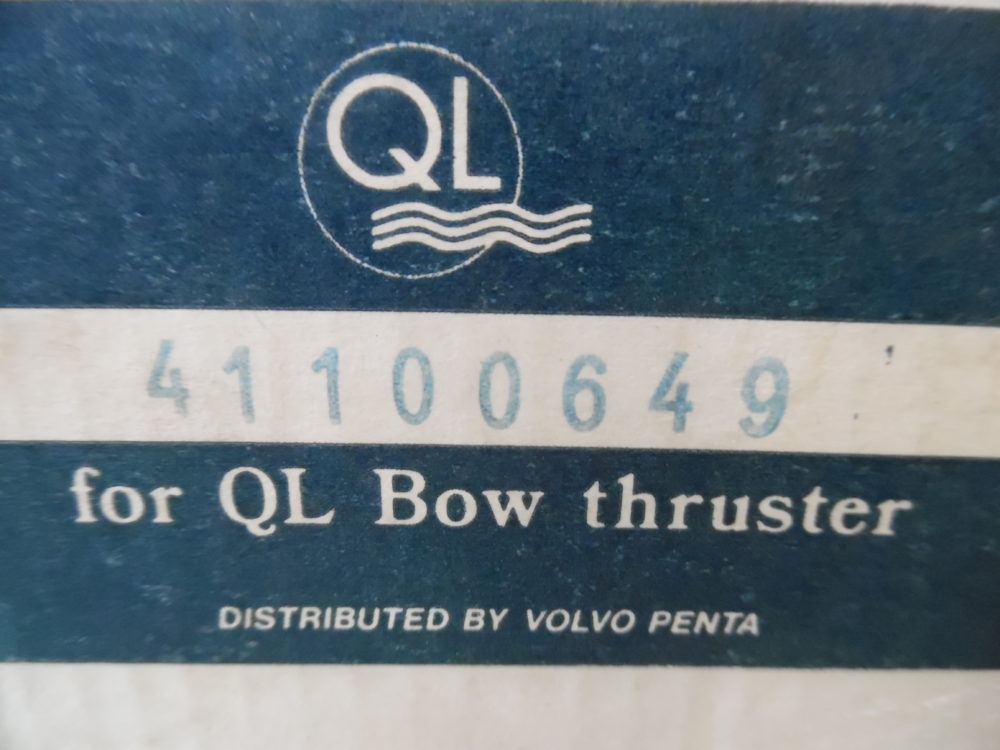 QL
41100649
for QL Bow thruster
DISTRIBUTED BY VOLVO PENTA